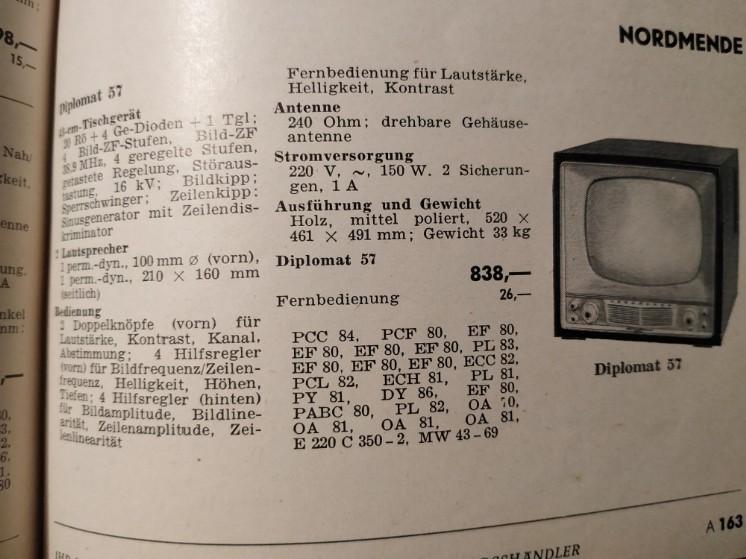 NORDMENDE
Diplomat 57
43-cm-Tischgerät
20 Rö + 4 Ge-Dioden + 1 Tgl;
4 Bild-ZF-Stufen, Bild-ZF
38.9 MHz, 4 geregelte Stufen,
getastete Regelung, Störaus-
tastung, 16 kV; Bildkipp:
Sperrschwinger; Zeilenkipp:
Sinusgenerator mit Zeilendis-
kriminator
2 Lautsprecher
1 perm.-dyn., 100 mm Ø (vorn),
1 perm.-dyn., 210 × 160 mm
(seitlich)
Bedienung
2 Doppelknöpfe (vorn) für
Lautstärke, Kontrast, Kanal,
Abstimmung; 4 Hilfsregler
(vorn) für Bildfrequenz/Zeilen-
frequenz, Helligkeit, Höhen,
Tiefen; 4 Hilfsregler (hinten)
für Bildamplitude, Bildline-
arität, Zeilenamplitude, Zei-
lenlinearität
Fernbedienung für Lautstärke,
Helligkeit, Kontrast
Antenne
240 Ohm; drehbare Gehäuse-
antenne
Stromversorgung
220 V, ~, 150 W. 2 Sicherun-
gen, 1 A
Ausführung und Gewicht
Holz, mittel poliert, 520 ×
461 × 491 mm; Gewicht 33 kg
Diplomat 57
838,—
Fernbedienung 26,—
PCC 84, PCF 80, EF 80,
EF 80, EF 80, EF 80, PL 83,
EF 80, EF 80, EF 80, ECC 82,
PCL 82, ECH 81, PL 81,
PY 81, DY 86, EF 80,
PABC 80, PL 82, OA 70,
OA 81, OA 81, OA 81,
E 220 C 350-2, MW 43-69
Diplomat 57
A 163
15,—
Nah/